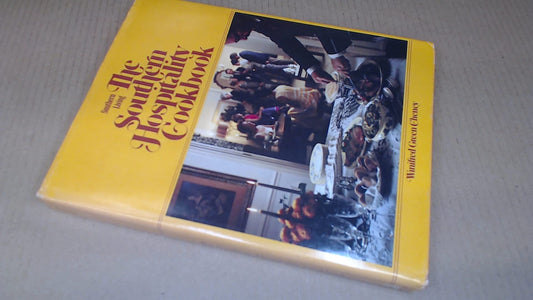 Southern
Living
The
Southern
Hospitality
Cookbook
Winifred Green Cheney